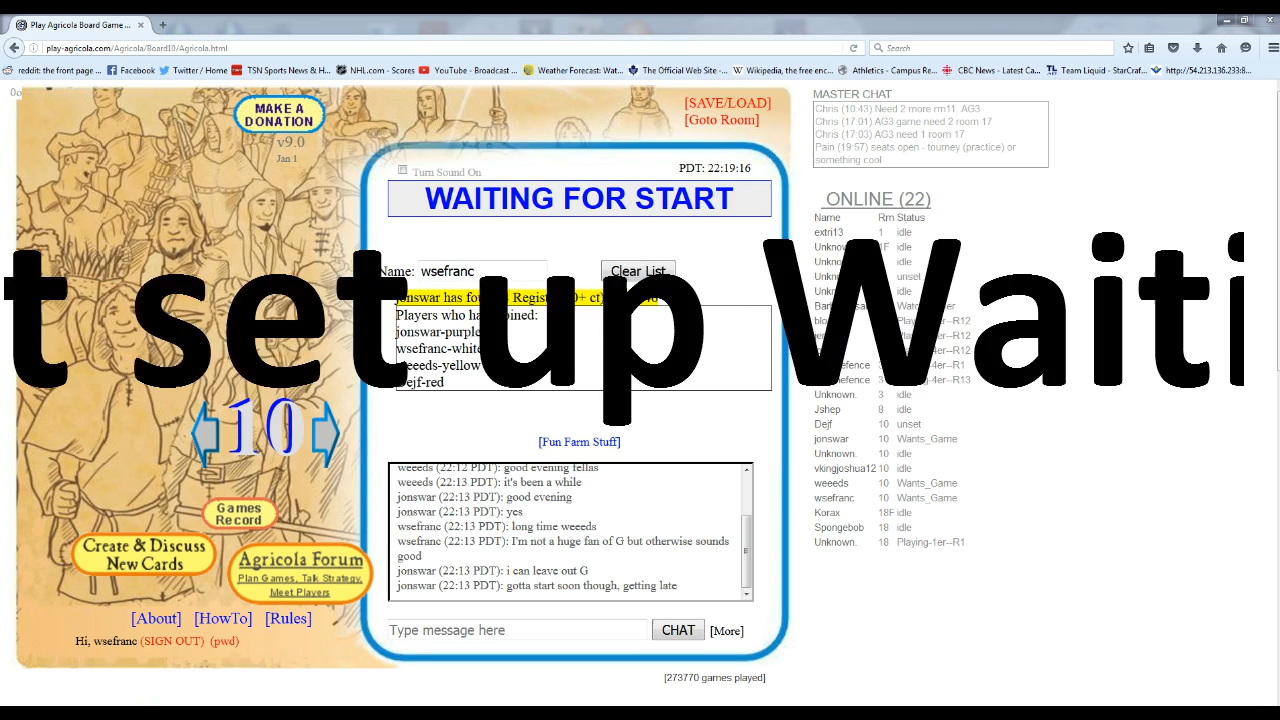 Play Agricola Board Game ...
play-agricola.com/Agricola/Board10/Agricola.html
Search
reddit: the front page ...
Facebook
Twitter / Home
TSN Sports News & H...
NHL.com - Scores
YouTube - Broadcast ...
Weather Forecast: Wat...
The Official Web Site -...
Wikipedia, the free enc...
Athletics - Campus Re...
CBC News - Latest Ca...
Team Liquid - StarCraf...
http://54.213.136.233:8...
MAKE A
DONATION
v9.0
Jan 1
[SAVE/LOAD]
[Goto Room]
Turn Sound On
PDT: 22:19:16
WAITING FOR START
Name: wsefranc
Clear List
t set up Waiti
Players who
jonswar-purple
Dejf-red
10
[Fun Farm Stuff]
weeeds (22:12 PDT): good evening fellas
weeeds (22:13 PDT): it's been a while
jonswar (22:13 PDT): good evening
jonswar (22:13 PDT): yes
wsefranc (22:13 PDT): long time weeeds
wsefranc (22:13 PDT): I'm not a huge fan of G but otherwise sounds
good
jonswar (22:13 PDT): i can leave out G
jonswar (22:13 PDT): gotta start soon though, getting late
Type message here
CHAT
[More]
Games
Record
Create & Discuss
New Cards
Agricola Forum
Plan Games, Talk Strategy,
Meet Players
[About] [HowTo] [Rules]
Hi, wsefranc (SIGN OUT) (pwd)
[273770 games played]
MASTER CHAT
Chris (10:43) Need 2 more rm11. AG3
Chris (17:01) AG3 game need 2 room 17
Chris (17:03) AG3 need 1 room 17
Pain (19:57) seats open - tourney (practice) or
something cool
ONLINE (22)
Name Rm Status
extri13 1 idle
idle
unset
Unknown. 3 idle
Jshep 8 idle
Dejf 10 unset
jonswar 10 Wants_Game
Unknown. 10 idle
vkingjoshua12 10 idle
weeeds 10 Wants_Game
wsefranc 10 Wants_Game
Korax 18F idle
Spongebob 18 idle
Unknown. 18 Playing-1er--R1